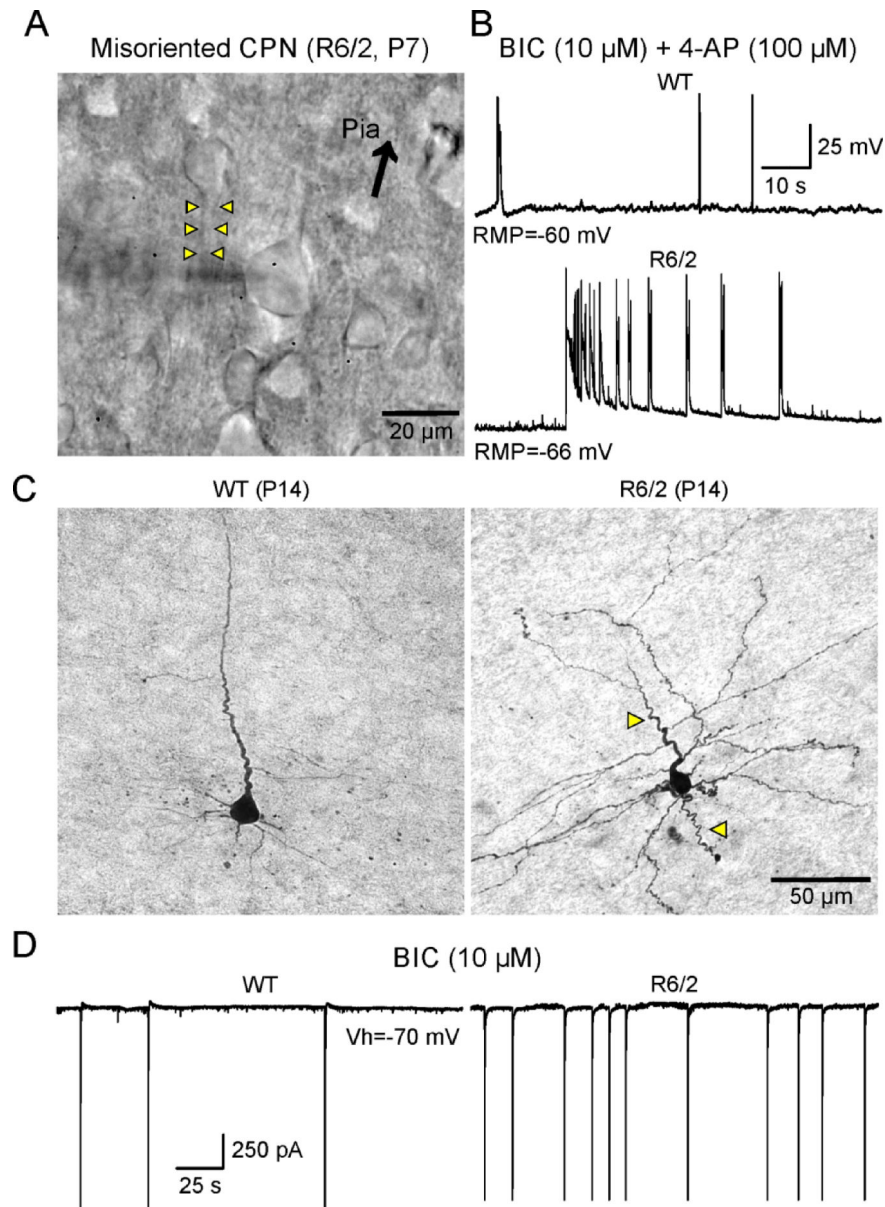 A
Misoriented CPN (R6/2, P7)
Pia
20 µm
B
BIC (10 µM) + 4-AP (100 µM)
WT
25 mV
10 s
RMP=-60 mV
R6/2
RMP=-66 mV
C
WT (P14)
R6/2 (P14)
50 µm
D
BIC (10 µM)
WT
R6/2
Vh=-70 mV
250 pA
25 s